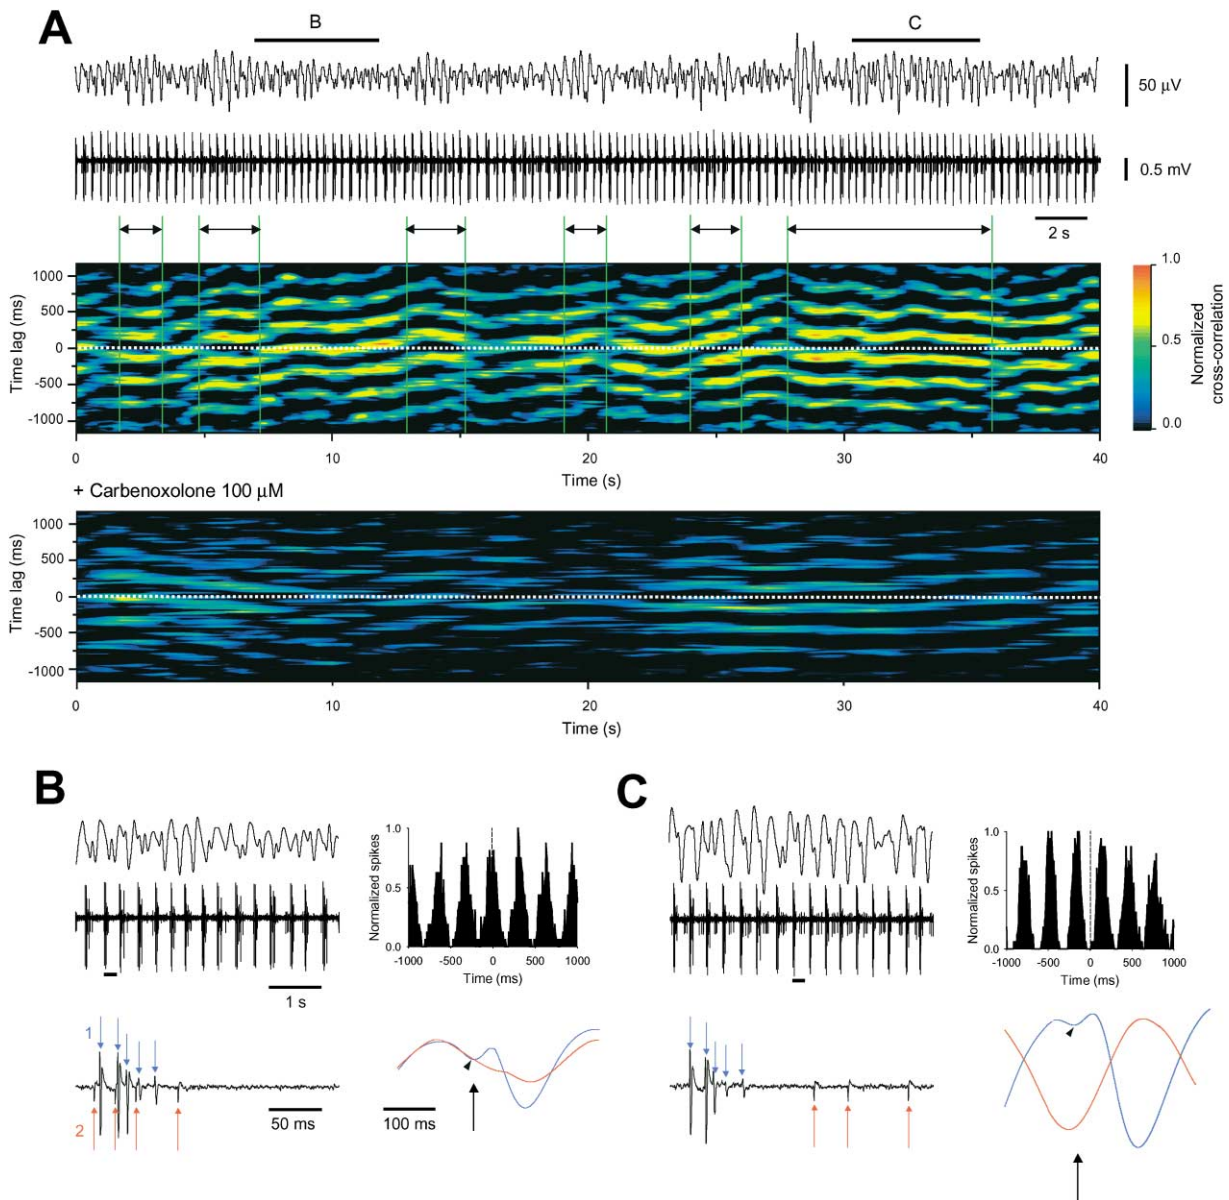 A
B
C
50 μV
0.5 mV
2 s
1000
500
0
-500
-1000
Time lag (ms)
0
10
20
30
40
Time (s)
1.0
0.5
0.0
Normalized
cross-correlation
+ Carbenoxolone 100 μM
1000
500
0
-500
-1000
Time lag (ms)
0
10
20
30
40
Time (s)
B
1 s
1.0
0.5
0.0
Normalized spikes
-1000
-500
0
500
1000
Time (ms)
1
2
50 ms
100 ms
C
1.0
0.5
0.0
Normalized spikes
-1000
-500
0
500
1000
Time (ms)